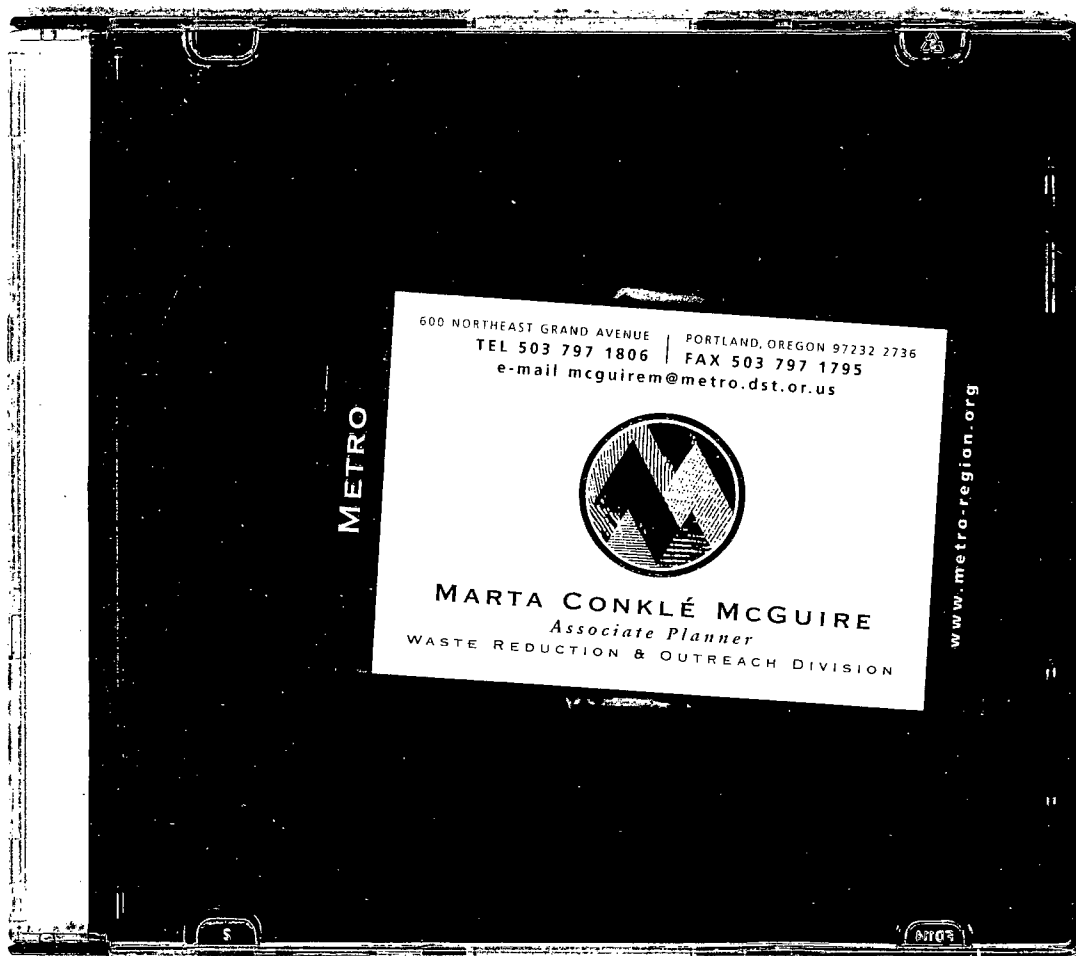 600 NORTHEAST GRAND AVENUE | PORTLAND, OREGON 97232 2736
TEL 503 797 1806 | FAX 503 797 1795
e-mail mcguirem@metro.dst.or.us
METRO
www.metro-region.org
MARTA CONKLÉ MCGUIRE
Associate Planner
WASTE REDUCTION & OUTREACH DIVISION